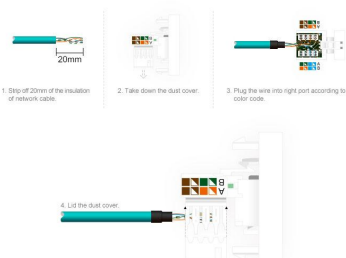 20mm
B
A
B
A
A
B
1. Strip off 20mm of the insulation
of network cable.
2. Take down the dust cover.
3. Plug the wire into right port according to
color code.
4. Lid the dust cover.
B
A